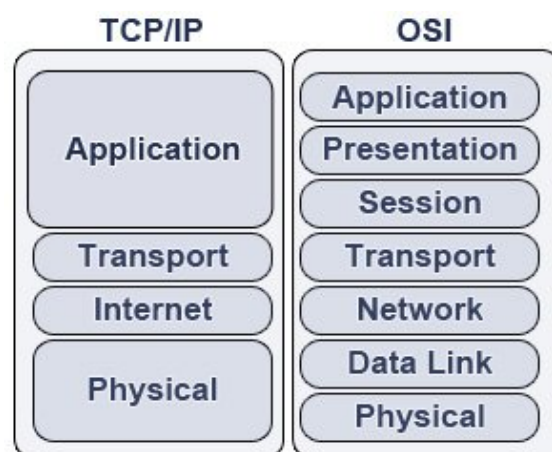 TCP/IP
Application
Transport
Internet
Physical
OSI
Application
Presentation
Session
Transport
Network
Data Link
Physical